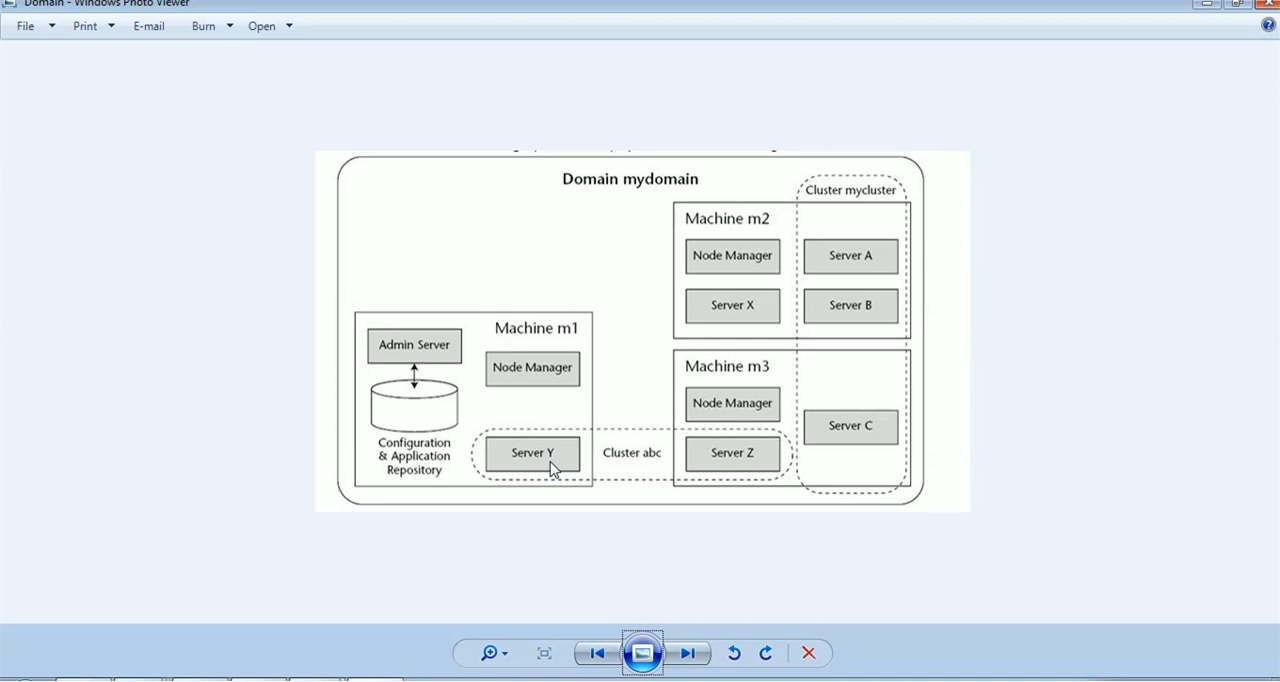 Domain - Windows Photo Viewer
File Print E-mail Burn Open
Domain mydomain
Cluster mycluster
Machine m2
Node Manager
Server A
Server X
Server B
Machine m1
Admin Server
Node Manager
Configuration
& Application
Repository
Server Y
Cluster abc
Machine m3
Node Manager
Server C
Server Z